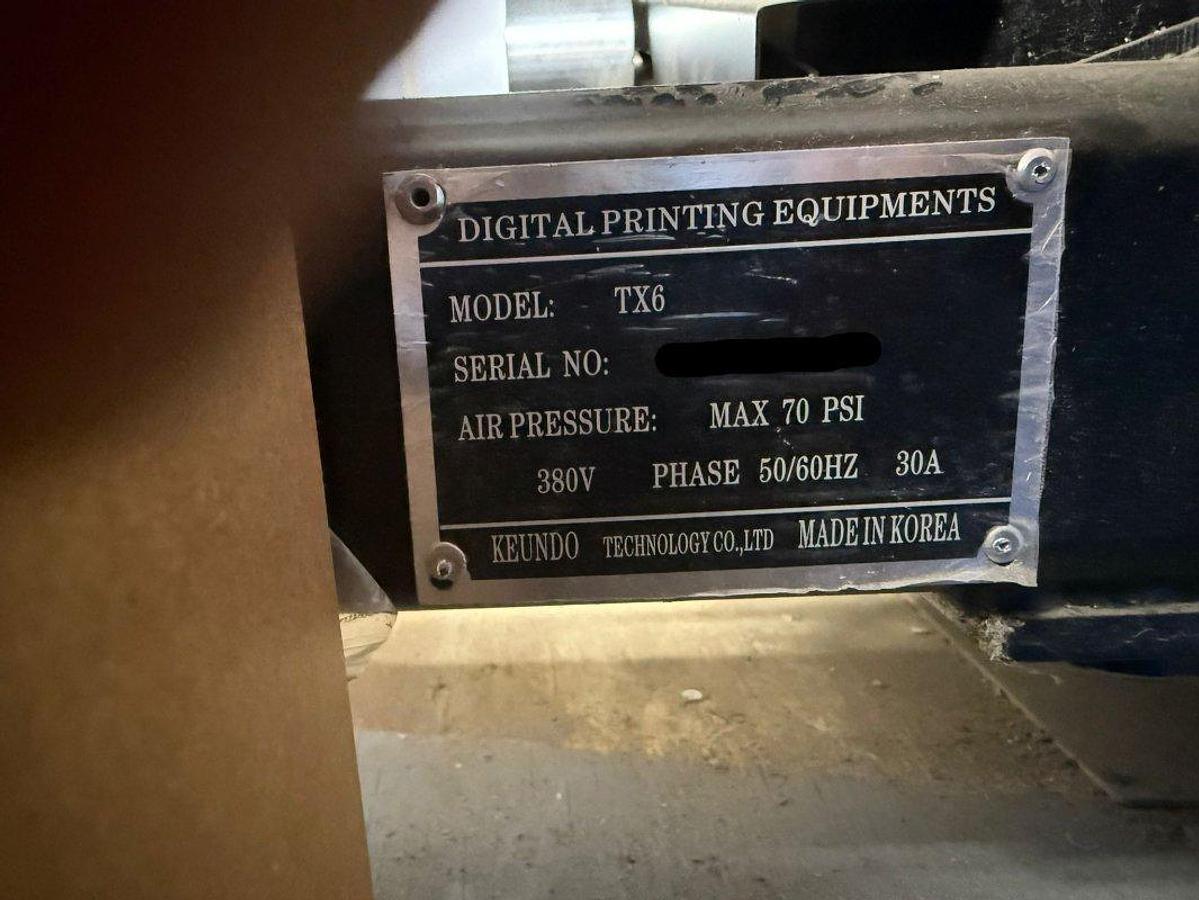 DIGITAL PRINTING EQUIPMENTS
MODEL: TX6
SERIAL NO:
AIR PRESSURE: MAX 70 PSI
380V PHASE 50/60HZ 30A
KEUNDO TECHNOLOGY CO.,LTD MADE IN KOREA